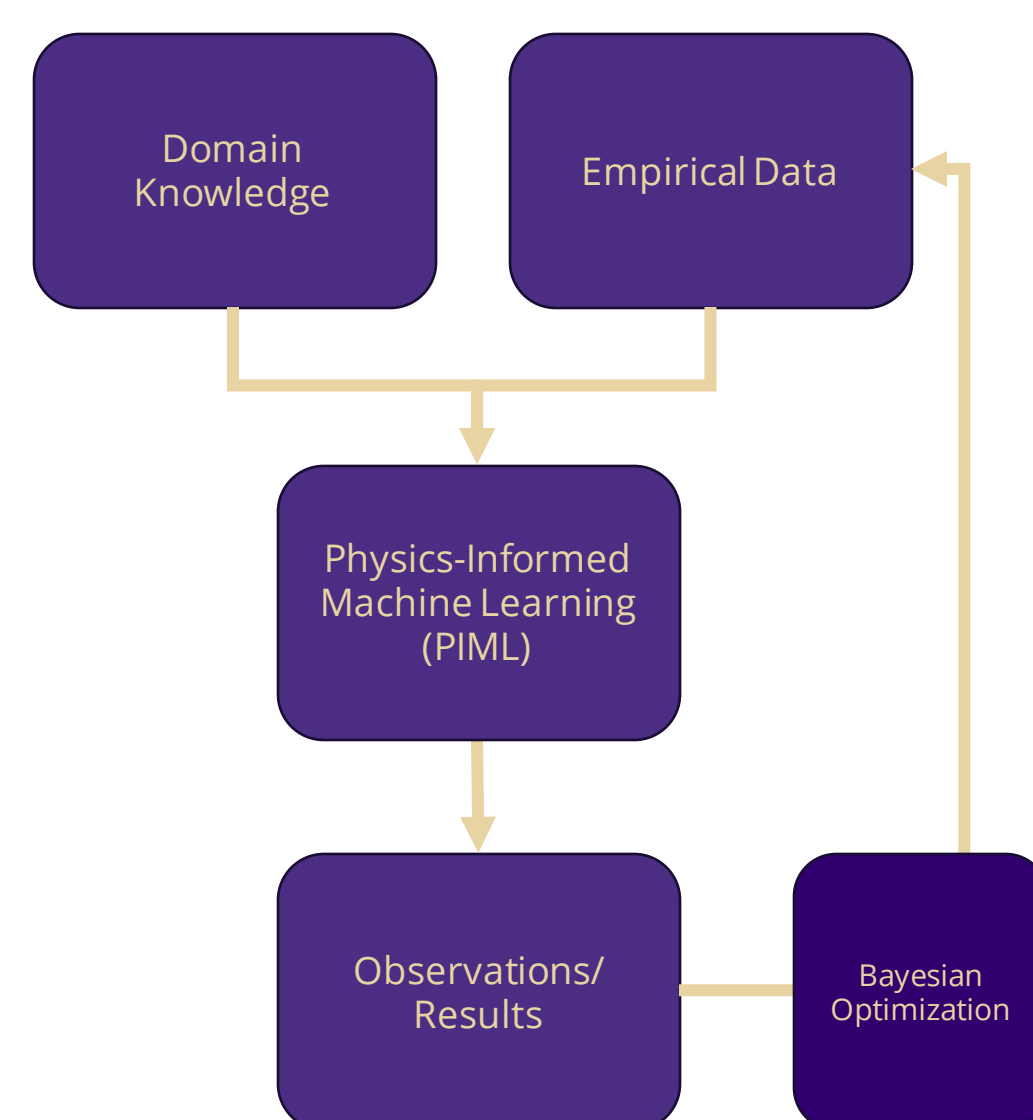 Domain
Knowledge
Empirical Data
Physics-Informed
Machine Learning
(PIML)
Observations/
Results
Bayesian
Optimization